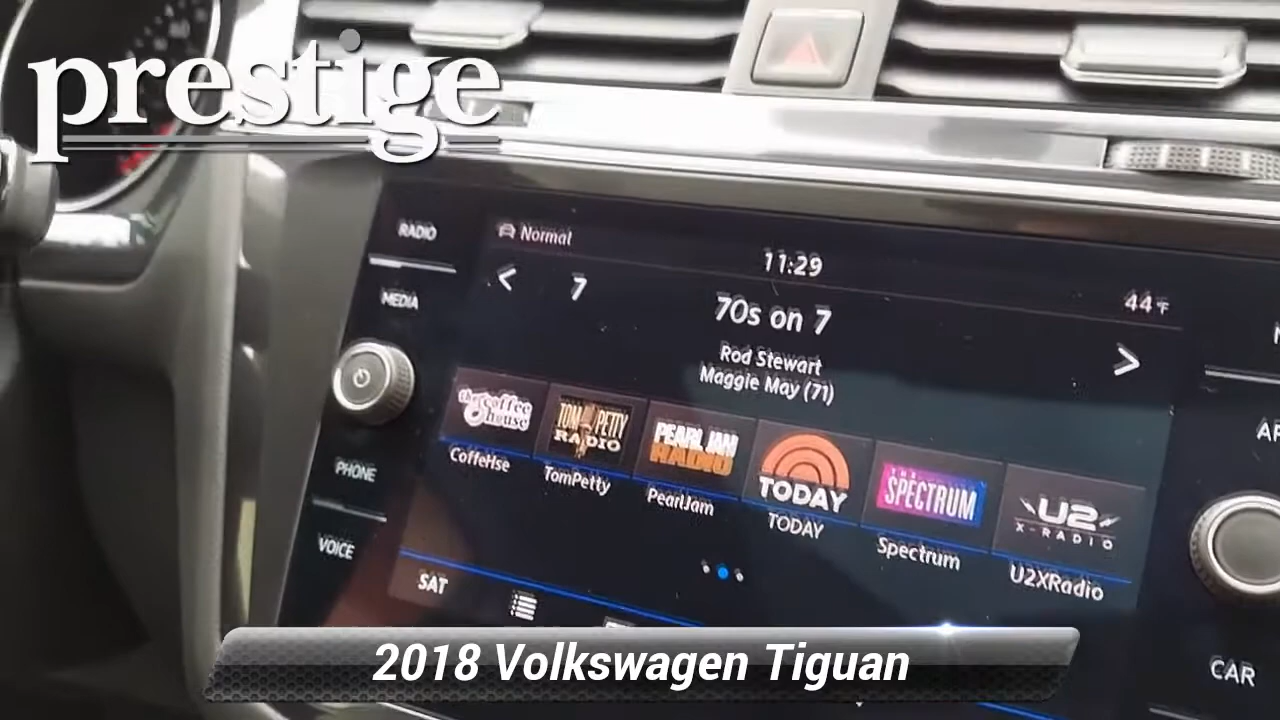 prestige
RADIO
Normal
11:29
44°F
MEDIA
7
70s on 7
Rod Stewart
Maggie May (71)
the coffee
house
TOM PETTY
RADIO
PEARL JAM
RADIO
TODAY
THE
SPECTRUM
U2
X-RADIO
CoffeHse
TomPetty
PearlJam
TODAY
Spectrum
U2XRadio
PHONE
VOICE
SAT
CAR
2018 Volkswagen Tiguan